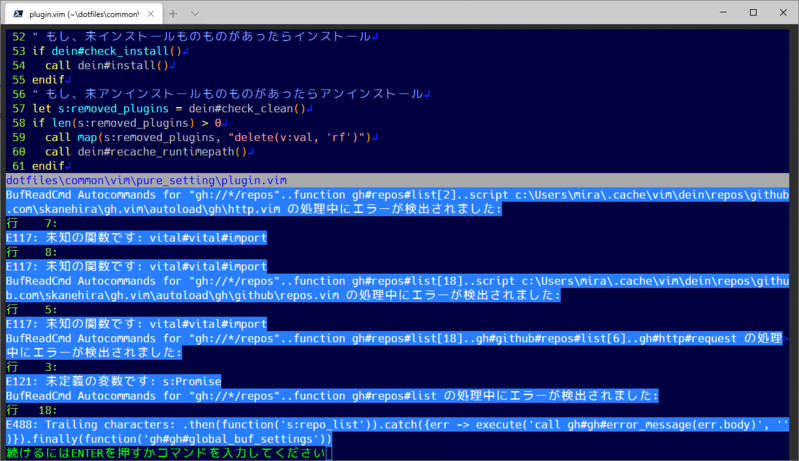 plugin.vim (~\dotfiles\common\
52 " もし、未インストールものものがあったらインストール↲
53 if dein#check_install()↲
54   call dein#install()↲
55 endif↲
56 " もし、未アンインストールものものがあったらアンインストール↲
57 let s:removed_plugins = dein#check_clean()↲
58 if len(s:removed_plugins) > 0↲
59   call map(s:removed_plugins, "delete(v:val, 'rf')")↲
60   call dein#recache_runtimepath()↲
61 endif↲
dotfiles\common\vim\pure_setting\plugin.vim
BufReadCmd Autocommands for "gh://*/repos"..function gh#repos#list[2]..script c:\Users\mira\.cache\vim\dein\repos\github
.com\skanehira\gh.vim\autoload\gh\http.vim の処理中にエラーが検出されました:
行    7:
E117: 未知の関数です: vital#vital#import
行    8:
E117: 未知の関数です: vital#vital#import
BufReadCmd Autocommands for "gh://*/repos"..function gh#repos#list[18]..script c:\Users\mira\.cache\vim\dein\repos\githu
b.com\skanehira\gh.vim\autoload\gh\github\repos.vim の処理中にエラーが検出されました:
行    5:
E117: 未知の関数です: vital#vital#import
BufReadCmd Autocommands for "gh://*/repos"..function gh#repos#list[18]..gh#github#repos#list[6]..gh#http#request の処理>
中にエラーが検出されました:
行    3:
E121: 未定義の変数です: s:Promise
BufReadCmd Autocommands for "gh://*/repos"..function gh#repos#list の処理中にエラーが検出されました:
行   18:
E488: Trailing characters: .then(function('s:repo_list')).catch({err -> execute('call gh#gh#error_message(err.body)', ''
)}).finally(function('gh#gh#global_buf_settings'))
続けるにはENTERを押すかコマンドを入力してください